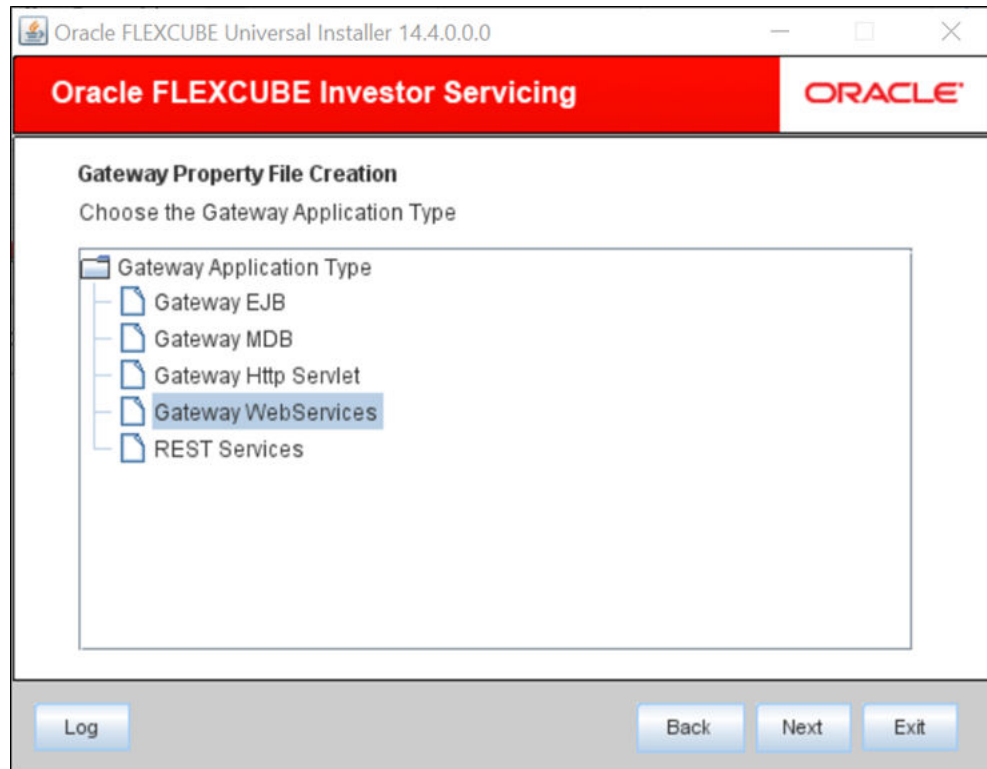 Oracle FLEXCUBE Universal Installer 14.4.0.0.0
Oracle FLEXCUBE Investor Servicing
ORACLE
Gateway Property File Creation
Choose the Gateway Application Type
Gateway Application Type
Gateway EJB
Gateway MDB
Gateway Http Servlet
Gateway WebServices
REST Services
Log Back Next Exit